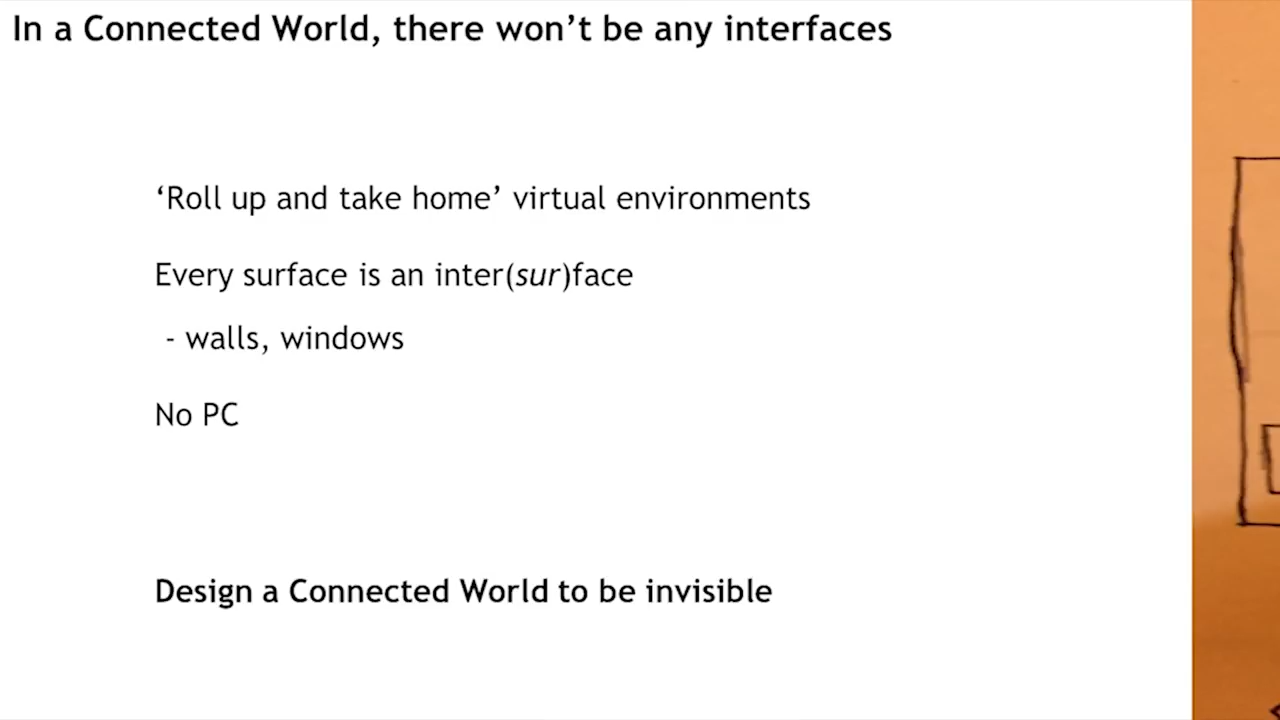 In a Connected World, there won’t be any interfaces
‘Roll up and take home’ virtual environments
Every surface is an inter(sur)face
- walls, windows
No PC
Design a Connected World to be invisible